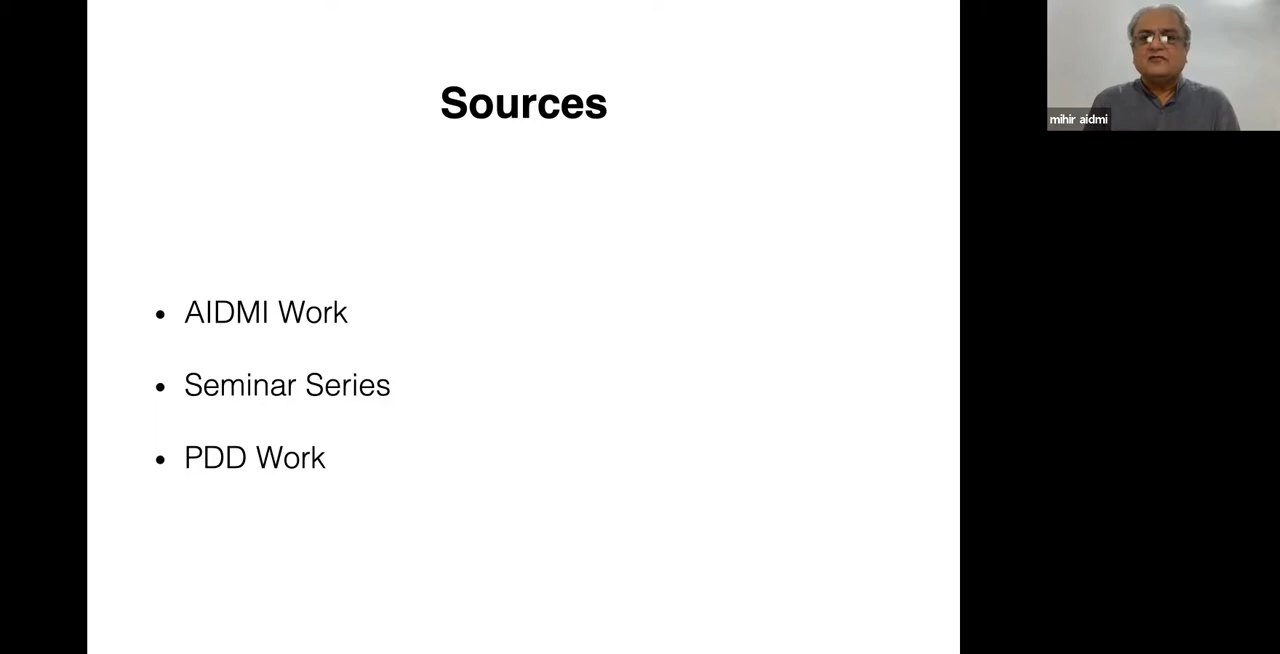 Sources
mihir aidmi
• AIDMI Work
• Seminar Series
• PDD Work